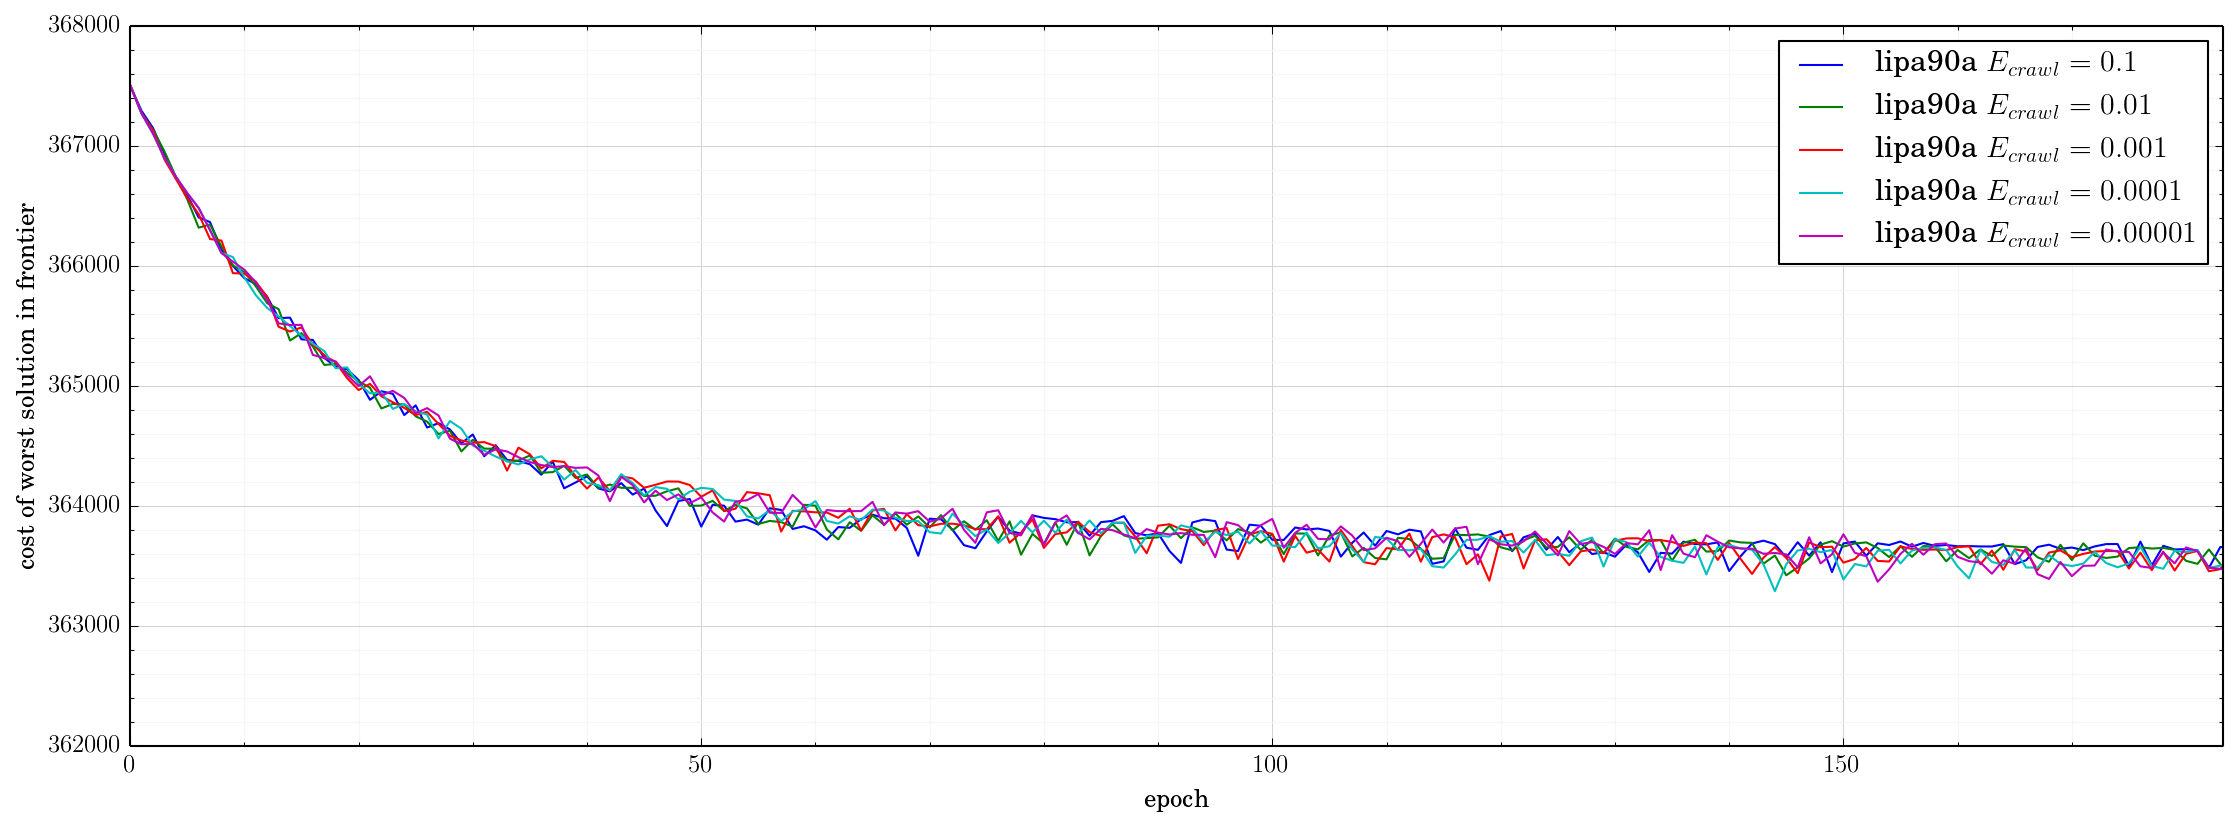 368000
367000
366000
365000
364000
363000
362000
cost of worst solution in frontier
0
50
100
150
epoch
lipa90a E_crawl = 0.1
lipa90a E_crawl = 0.01
lipa90a E_crawl = 0.001
lipa90a E_crawl = 0.0001
lipa90a E_crawl = 0.00001